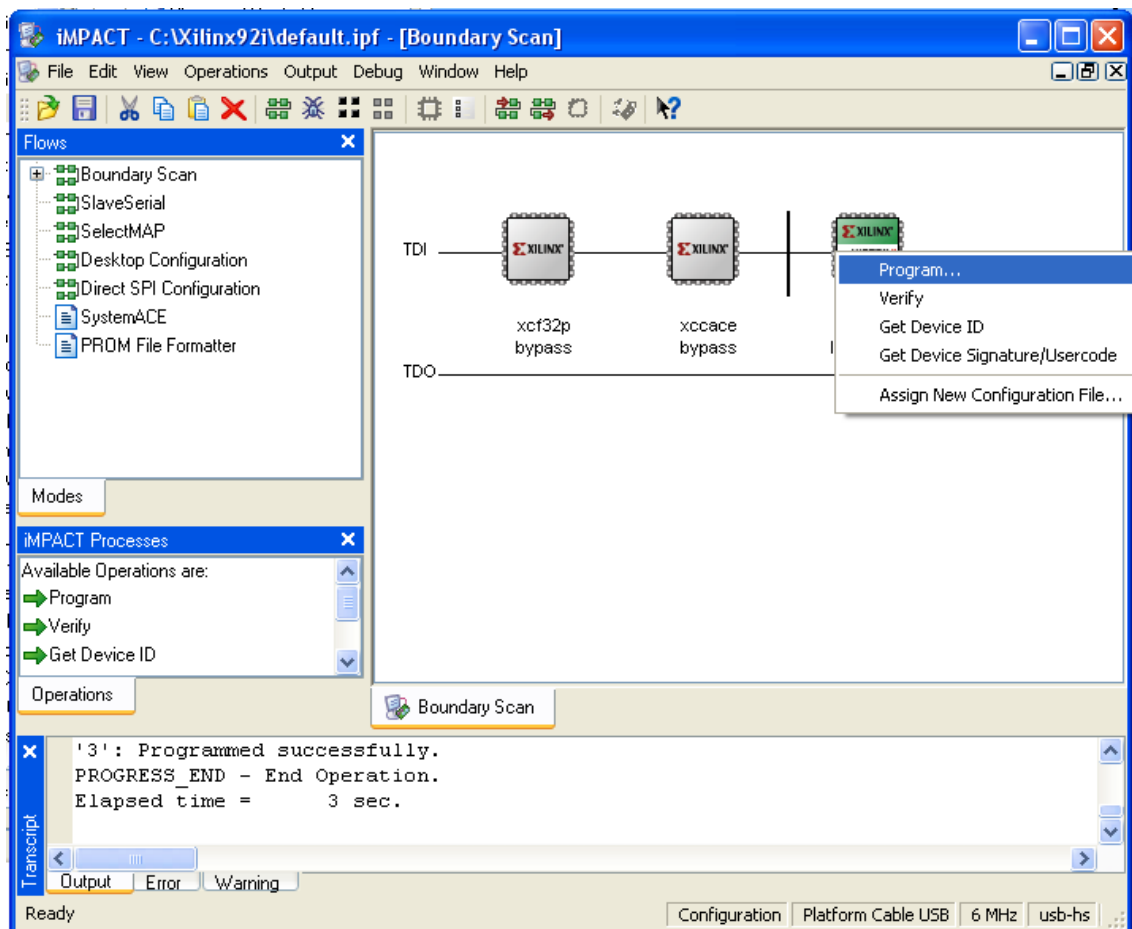 iMPACT - C:\Xilinx92i\default.ipf - [Boundary Scan]
File Edit View Operations Output Debug Window Help
Flows
Boundary Scan
SlaveSerial
SelectMAP
Desktop Configuration
Direct SPI Configuration
SystemACE
PROM File Formatter
Modes
iMPACT Processes
Available Operations are:
Program
Verify
Get Device ID
Operations
TDI
XILINX
XILINX
XILINX
xcf32p
bypass
xccace
bypass
TDO
Program...
Verify
Get Device ID
Get Device Signature/Usercode
Assign New Configuration File...
Boundary Scan
Transcript
'3': Programmed successfully.
PROGRESS_END - End Operation.
Elapsed time = 3 sec.
Output Error Warning
Ready
Configuration Platform Cable USB 6 MHz usb-hs